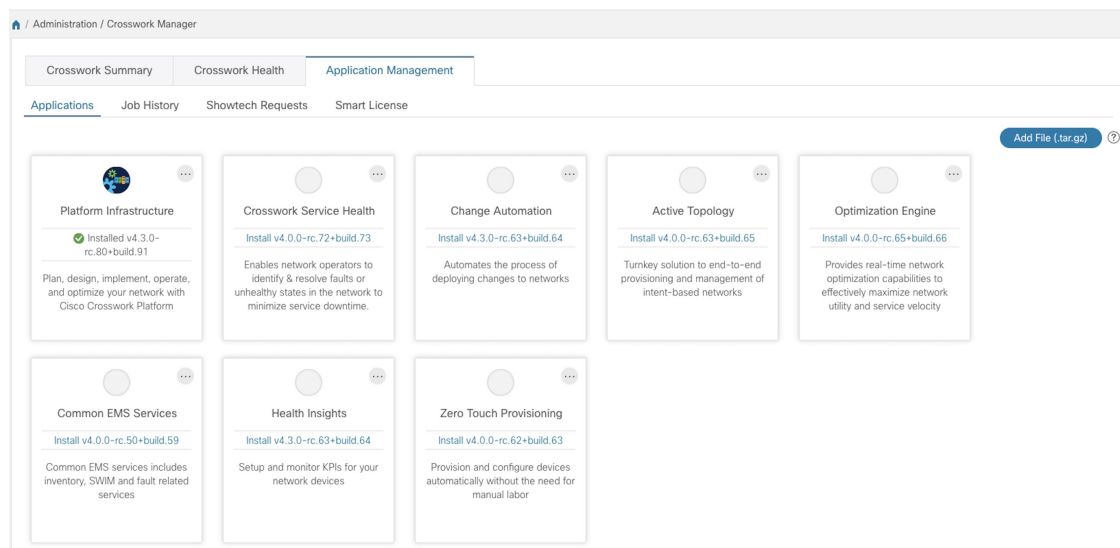 / Administration / Crosswork Manager
Crosswork Summary
Crosswork Health
Application Management
Applications
Job History
Showtech Requests
Smart License
Add File (.tar.gz)
?
Platform Infrastructure
Installed v4.3.0-
rc.80+build.91
Plan, design, implement, operate,
and optimize your network with
Cisco Crosswork Platform
Crosswork Service Health
Install v4.0.0-rc.72+build.73
Enables network operators to
identify & resolve faults or
unhealthy states in the network to
minimize service downtime.
Change Automation
Install v4.3.0-rc.63+build.64
Automates the process of
deploying changes to networks
Active Topology
Install v4.0.0-rc.63+build.65
Turnkey solution to end-to-end
provisioning and management of
intent-based networks
Optimization Engine
Install v4.0.0-rc.65+build.66
Provides real-time network
optimization capabilities to
effectively maximize network
utility and service velocity
Common EMS Services
Install v4.0.0-rc.50+build.59
Common EMS services includes
inventory, SWIM and fault related
services
Health Insights
Install v4.3.0-rc.63+build.64
Setup and monitor KPIs for your
network devices
Zero Touch Provisioning
Install v4.0.0-rc.62+build.63
Provision and configure devices
automatically without the need for
manual labor